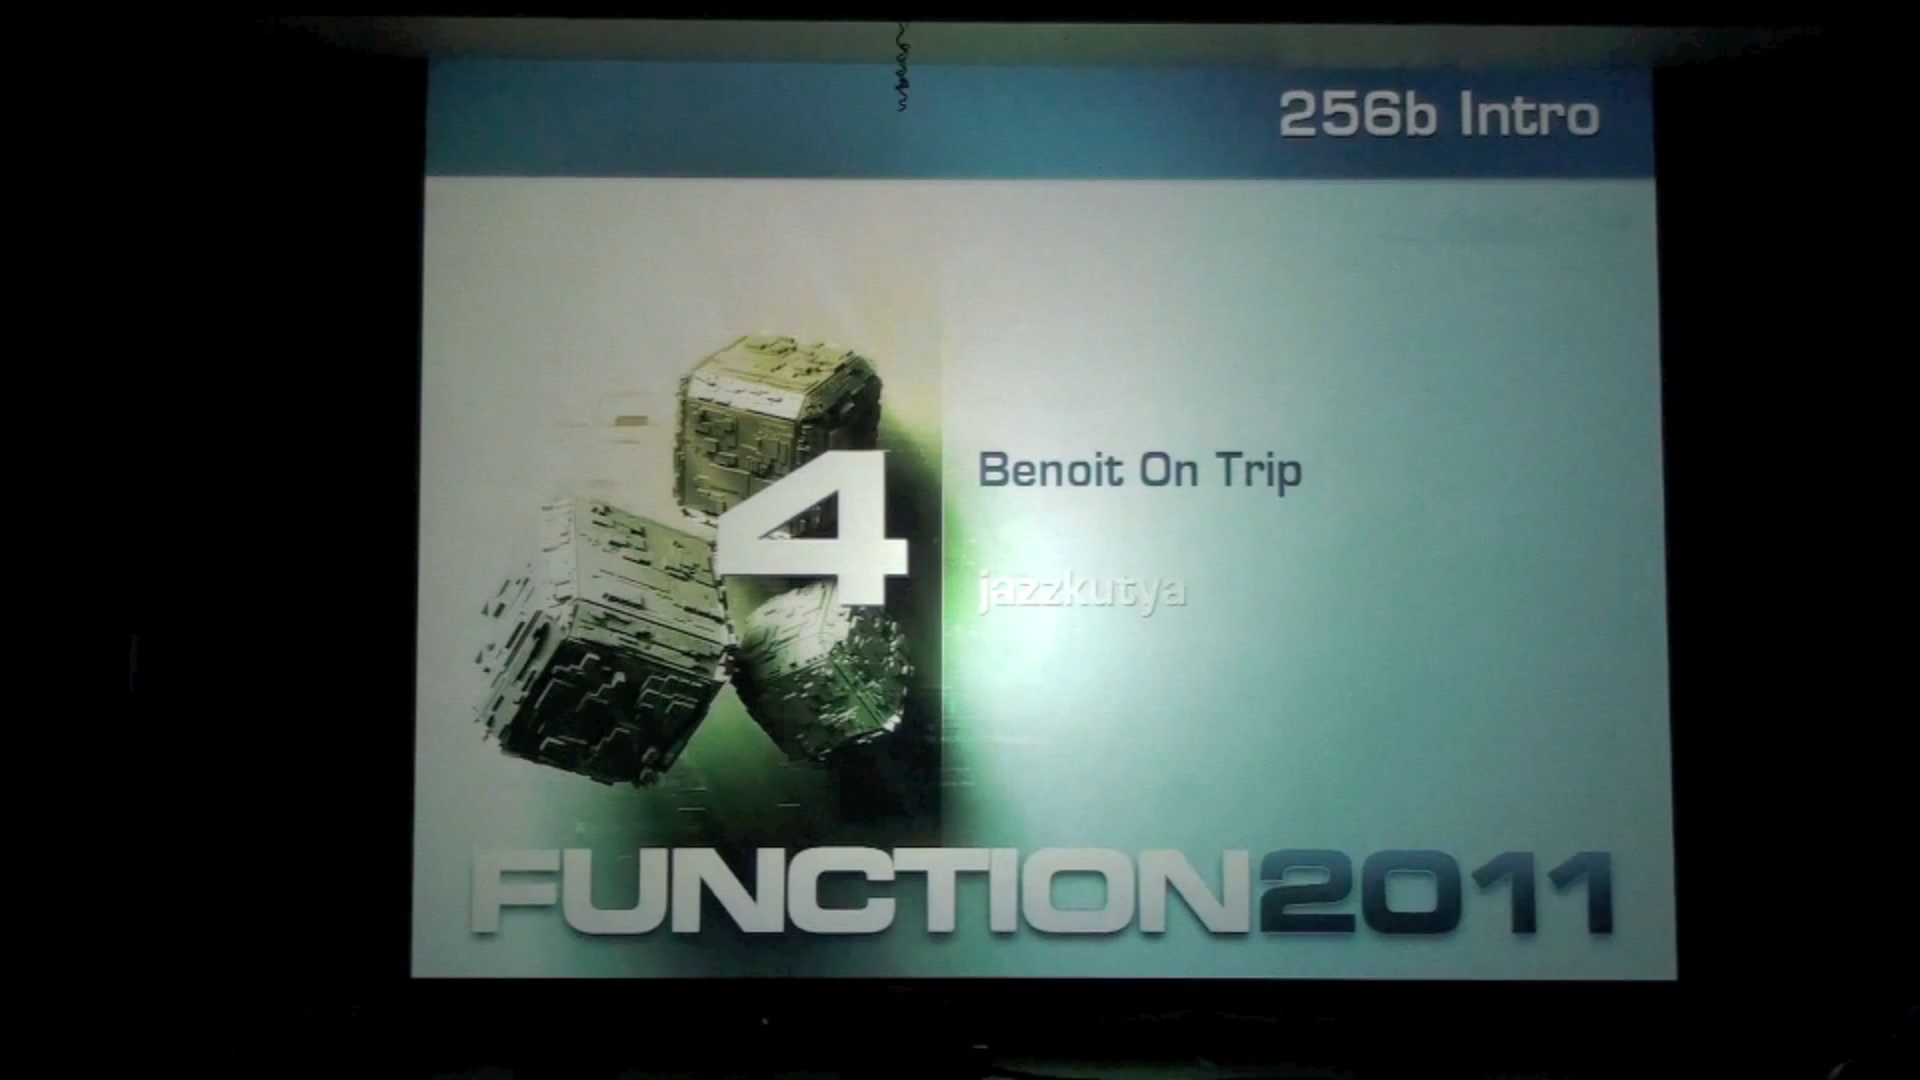 256b Intro
4
Benoit On Trip
jazzkutya
FUNCTION2011